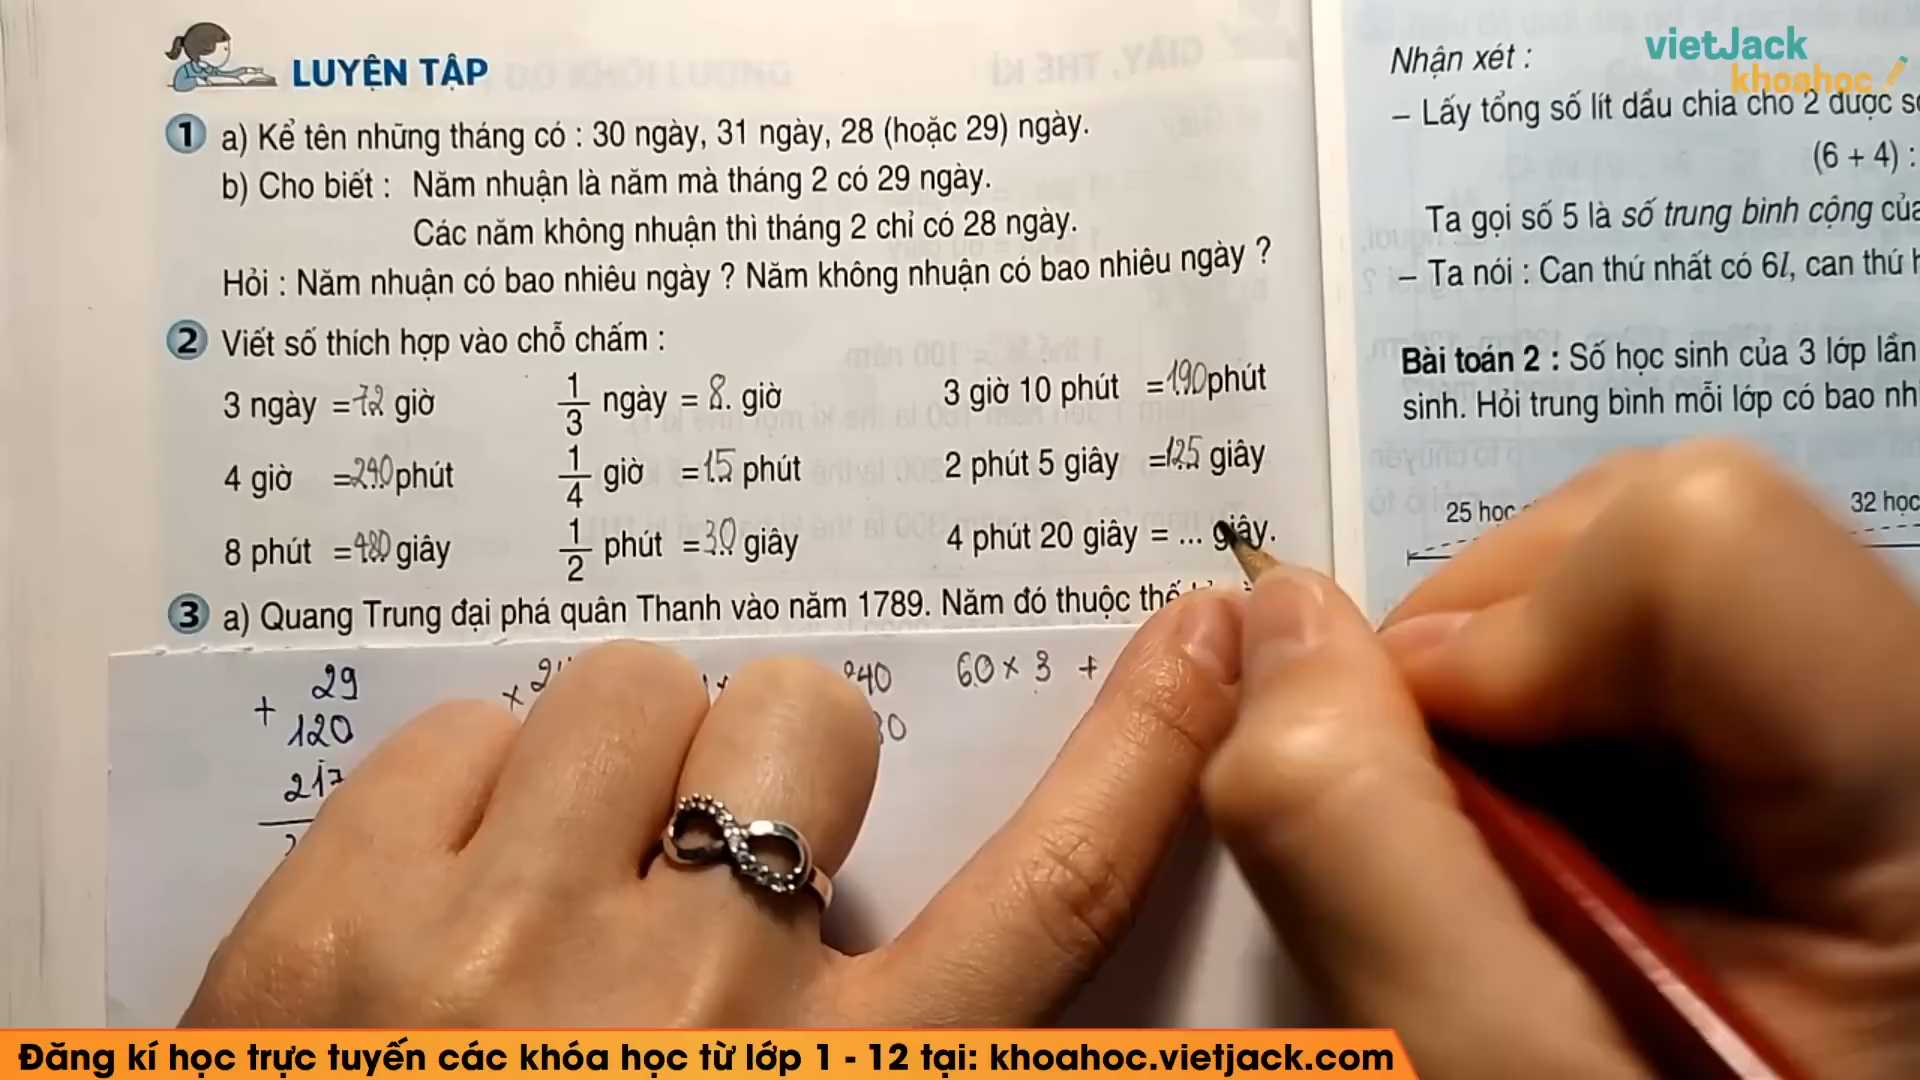 vietJack
khoahoc
LUYỆN TẬP
1 a) Kể tên những tháng có : 30 ngày, 31 ngày, 28 (hoặc 29) ngày.
b) Cho biết : Năm nhuận là năm mà tháng 2 có 29 ngày.
Các năm không nhuận thì tháng 2 chỉ có 28 ngày.
Hỏi : Năm nhuận có bao nhiêu ngày ? Năm không nhuận có bao nhiêu ngày ?
2 Viết số thích hợp vào chỗ chấm :
3 ngày = 72 giờ 1/3 ngày = 8 giờ 3 giờ 10 phút = 190 phút
4 giờ = 240 phút 1/4 giờ = 15 phút 2 phút 5 giây = 125 giây
8 phút = 480 giây 1/2 phút = 30 giây 4 phút 20 giây = ... giây.
3 a) Quang Trung đại phá quân Thanh vào năm 1789. Năm đó thuộc thế
29
+ 120
217
×
240
60 × 3 +
Nhận xét :
– Lấy tổng số lít dầu chia cho 2 được
(6 + 4) :
Ta gọi số 5 là số trung bình cộng
– Ta nói : Can thứ nhất có 6l, can thứ
Bài toán 2 : Số học sinh của 3 lớp lần
sinh. Hỏi trung bình mỗi lớp có bao
25 học 32 học
Đăng kí học trực tuyến các khóa học từ lớp 1 - 12 tại: khoahoc.vietjack.com